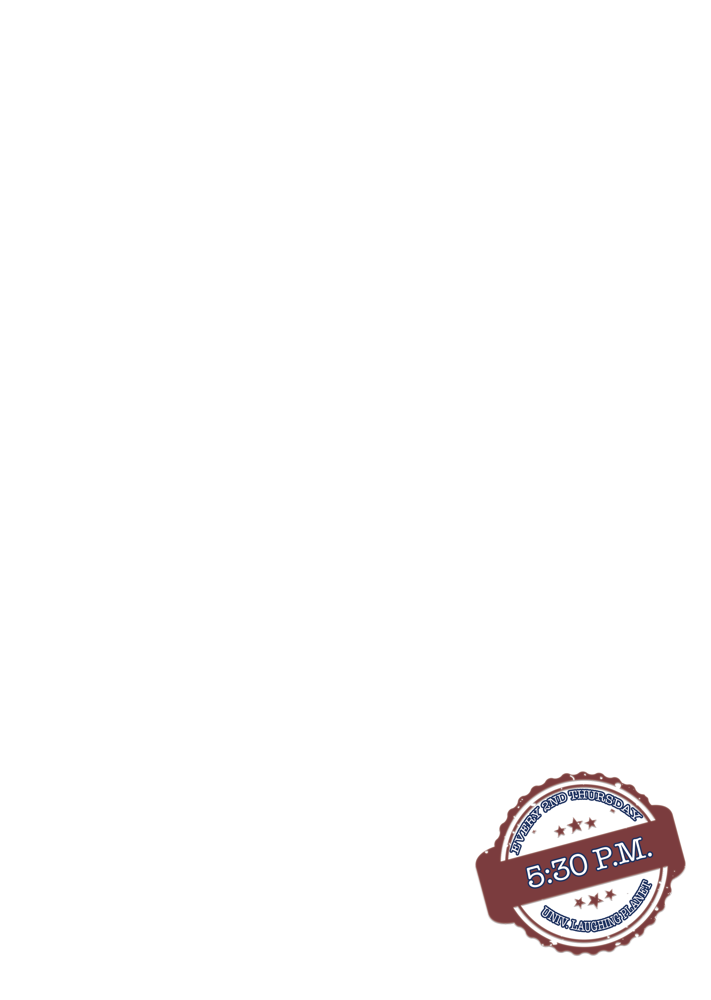 EVERY 2ND THURSDAY
5:30 P.M.
UNIV. LAUGHING PLANET